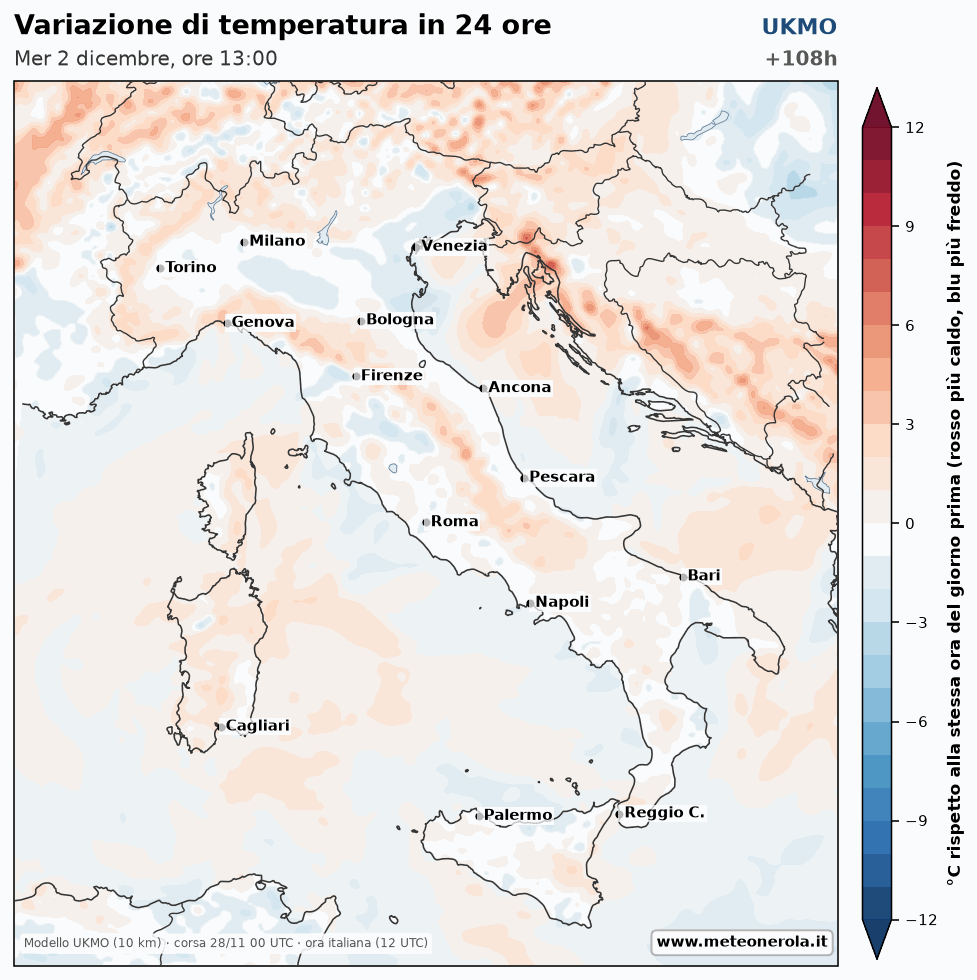 Variazione di temperatura in 24 ore
UKMO
Mer 2 dicembre, ore 13:00
+108h
Milano
Venezia
Torino
Genova
Bologna
Firenze
Ancona
Pescara
Roma
Bari
Napoli
Cagliari
Palermo
Reggio C.
12
9
6
3
0
−3
−6
−9
−12
°C rispetto alla stessa ora del giorno prima (rosso più caldo, blu più freddo)
Modello UKMO (10 km) · corsa 28/11 00 UTC · ora italiana (12 UTC)
www.meteonerola.it